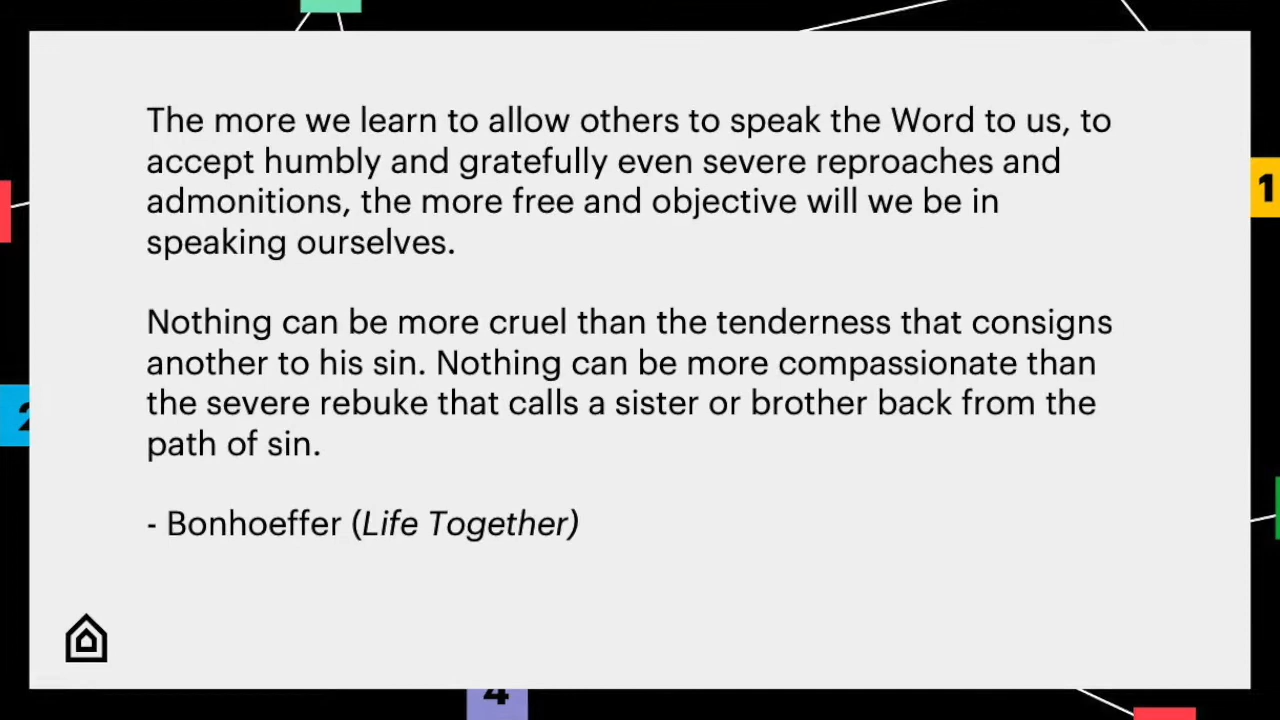 The more we learn to allow others to speak the Word to us, to
accept humbly and gratefully even severe reproaches and
admonitions, the more free and objective will we be in
speaking ourselves.
1
Nothing can be more cruel than the tenderness that consigns
another to his sin. Nothing can be more compassionate than
the severe rebuke that calls a sister or brother back from the
2
path of sin.
- Bonhoeffer (Life Together)
4